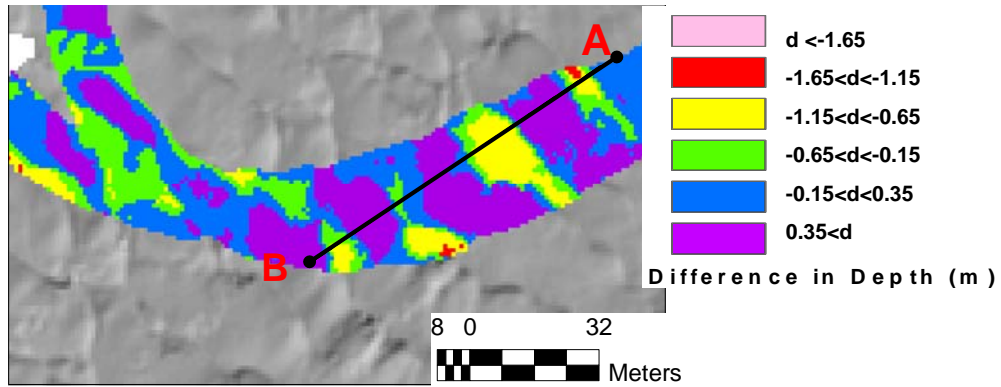 A
B
d <-1.65
-1.65<d<-1.15
-1.15<d<-0.65
-0.65<d<-0.15
-0.15<d<0.35
0.35<d
Difference in Depth (m)
8 0 32
Meters